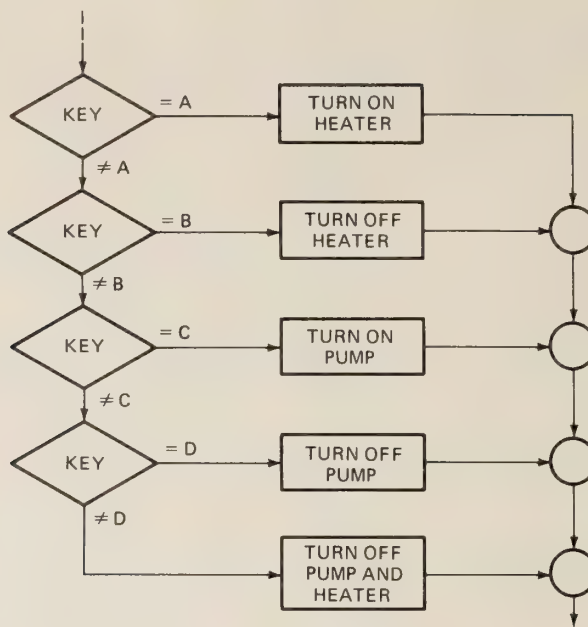 KEY
= A
TURN ON
HEATER
≠ A
KEY
= B
TURN OFF
HEATER
≠ B
KEY
= C
TURN ON
PUMP
≠ C
KEY
= D
TURN OFF
PUMP
≠ D
TURN OFF
PUMP AND
HEATER